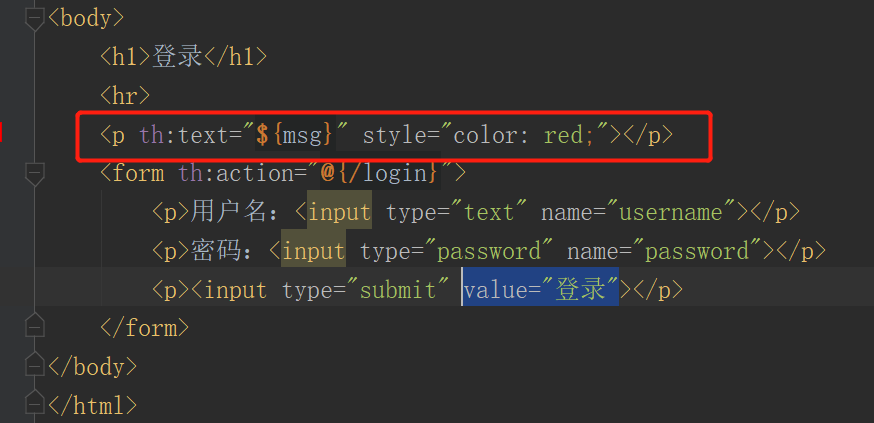 <body>
<h1>登录</h1>
<hr>
<p th:text="${msg}" style="color: red;"></p>
<form th:action="@{/login}">
<p>用户名：<input type="text" name="username"></p>
<p>密码：<input type="password" name="password"></p>
<p><input type="submit" value="登录"></p>
</form>
</body>
</html>